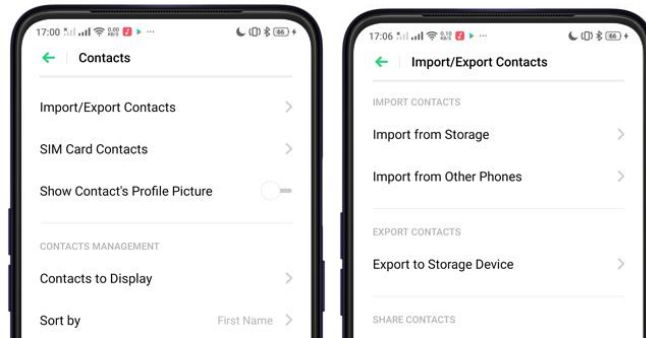 17:00 66
Contacts
Import/Export Contacts
SIM Card Contacts
Show Contact's Profile Picture
CONTACTS MANAGEMENT
Contacts to Display
Sort by First Name
17:06 66
Import/Export Contacts
IMPORT CONTACTS
Import from Storage
Import from Other Phones
EXPORT CONTACTS
Export to Storage Device
SHARE CONTACTS